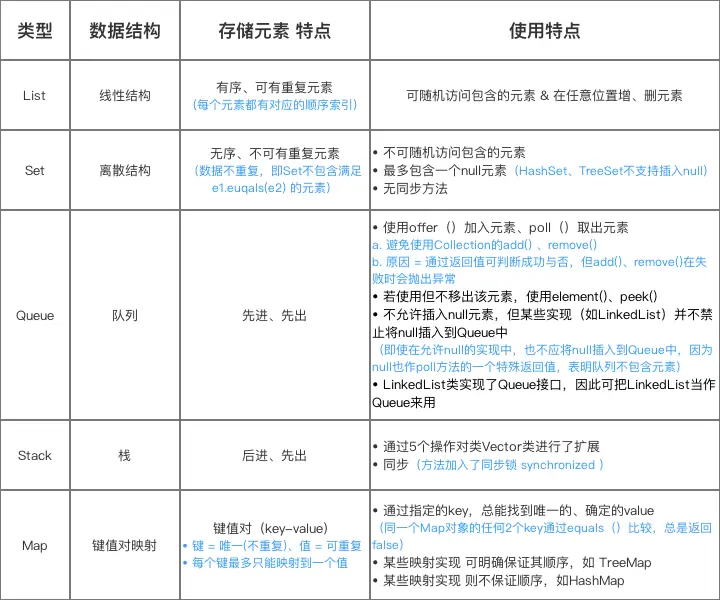 类型
数据结构
存储元素 特点
使用特点
List
线性结构
有序、可有重复元素
（每个元素都有对应的顺序索引）
可随机访问包含的元素 & 在任意位置增、删元素
Set
离散结构
无序、不可有重复元素
（数据不重复，即Set不包含满足
e1.euqals(e2) 的元素）
• 不可随机访问包含的元素
• 最多包含一个null元素（HashSet、TreeSet不支持插入null）
• 无同步方法
Queue
队列
先进、先出
• 使用offer（）加入元素、poll（）取出元素
a. 避免使用Collection的add() 、remove()
b. 原因 = 通过返回值可判断成功与否，但add()、remove()在失
败时会抛出异常
• 若使用但不移出该元素，使用element()、peek()
• 不允许插入null元素，但某些实现（如LinkedList）并不禁
止将null插入到Queue中
（即使在允许null的实现中，也不应将null插入到Queue中，因为
null也作poll方法的一个特殊返回值，表明队列不包含元素）
• LinkedList类实现了Queue接口，因此可把LinkedList当作
Queue来用
Stack
栈
后进、先出
• 通过5个操作对类Vector类进行了扩展
• 同步（方法加入了同步锁 synchronized ）
Map
键值对映射
键值对（key-value）
• 键 = 唯一(不重复)、值 = 可重复
• 每个键最多只能映射到一个值
• 通过指定的key，总能找到唯一的、确定的value
（同一个Map对象的任何2个key通过equals（）比较，总是返回
false）
• 某些映射实现 可明确保证其顺序，如 TreeMap
• 某些映射实现 则不保证顺序，如HashMap